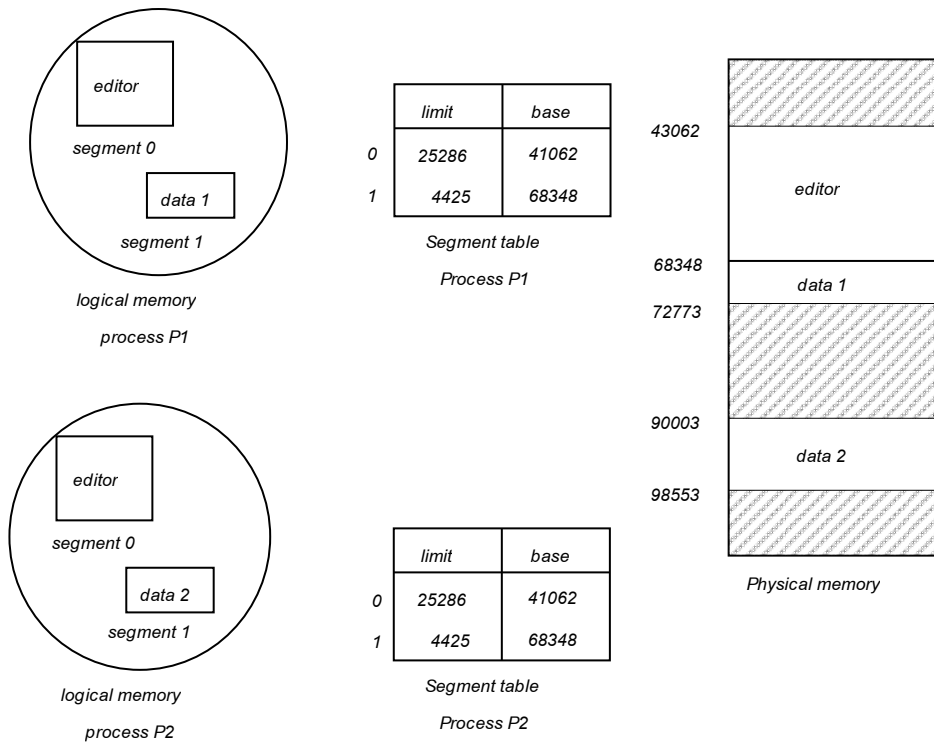 editor
segment 0
data 1
segment 1
logical memory
process P1
limit base
0 25286 41062
1 4425 68348
Segment table
Process P1
editor
segment 0
data 2
segment 1
logical memory
process P2
limit base
0 25286 41062
1 4425 68348
Segment table
Process P2
43062
editor
68348
data 1
72773
90003
data 2
98553
Physical memory